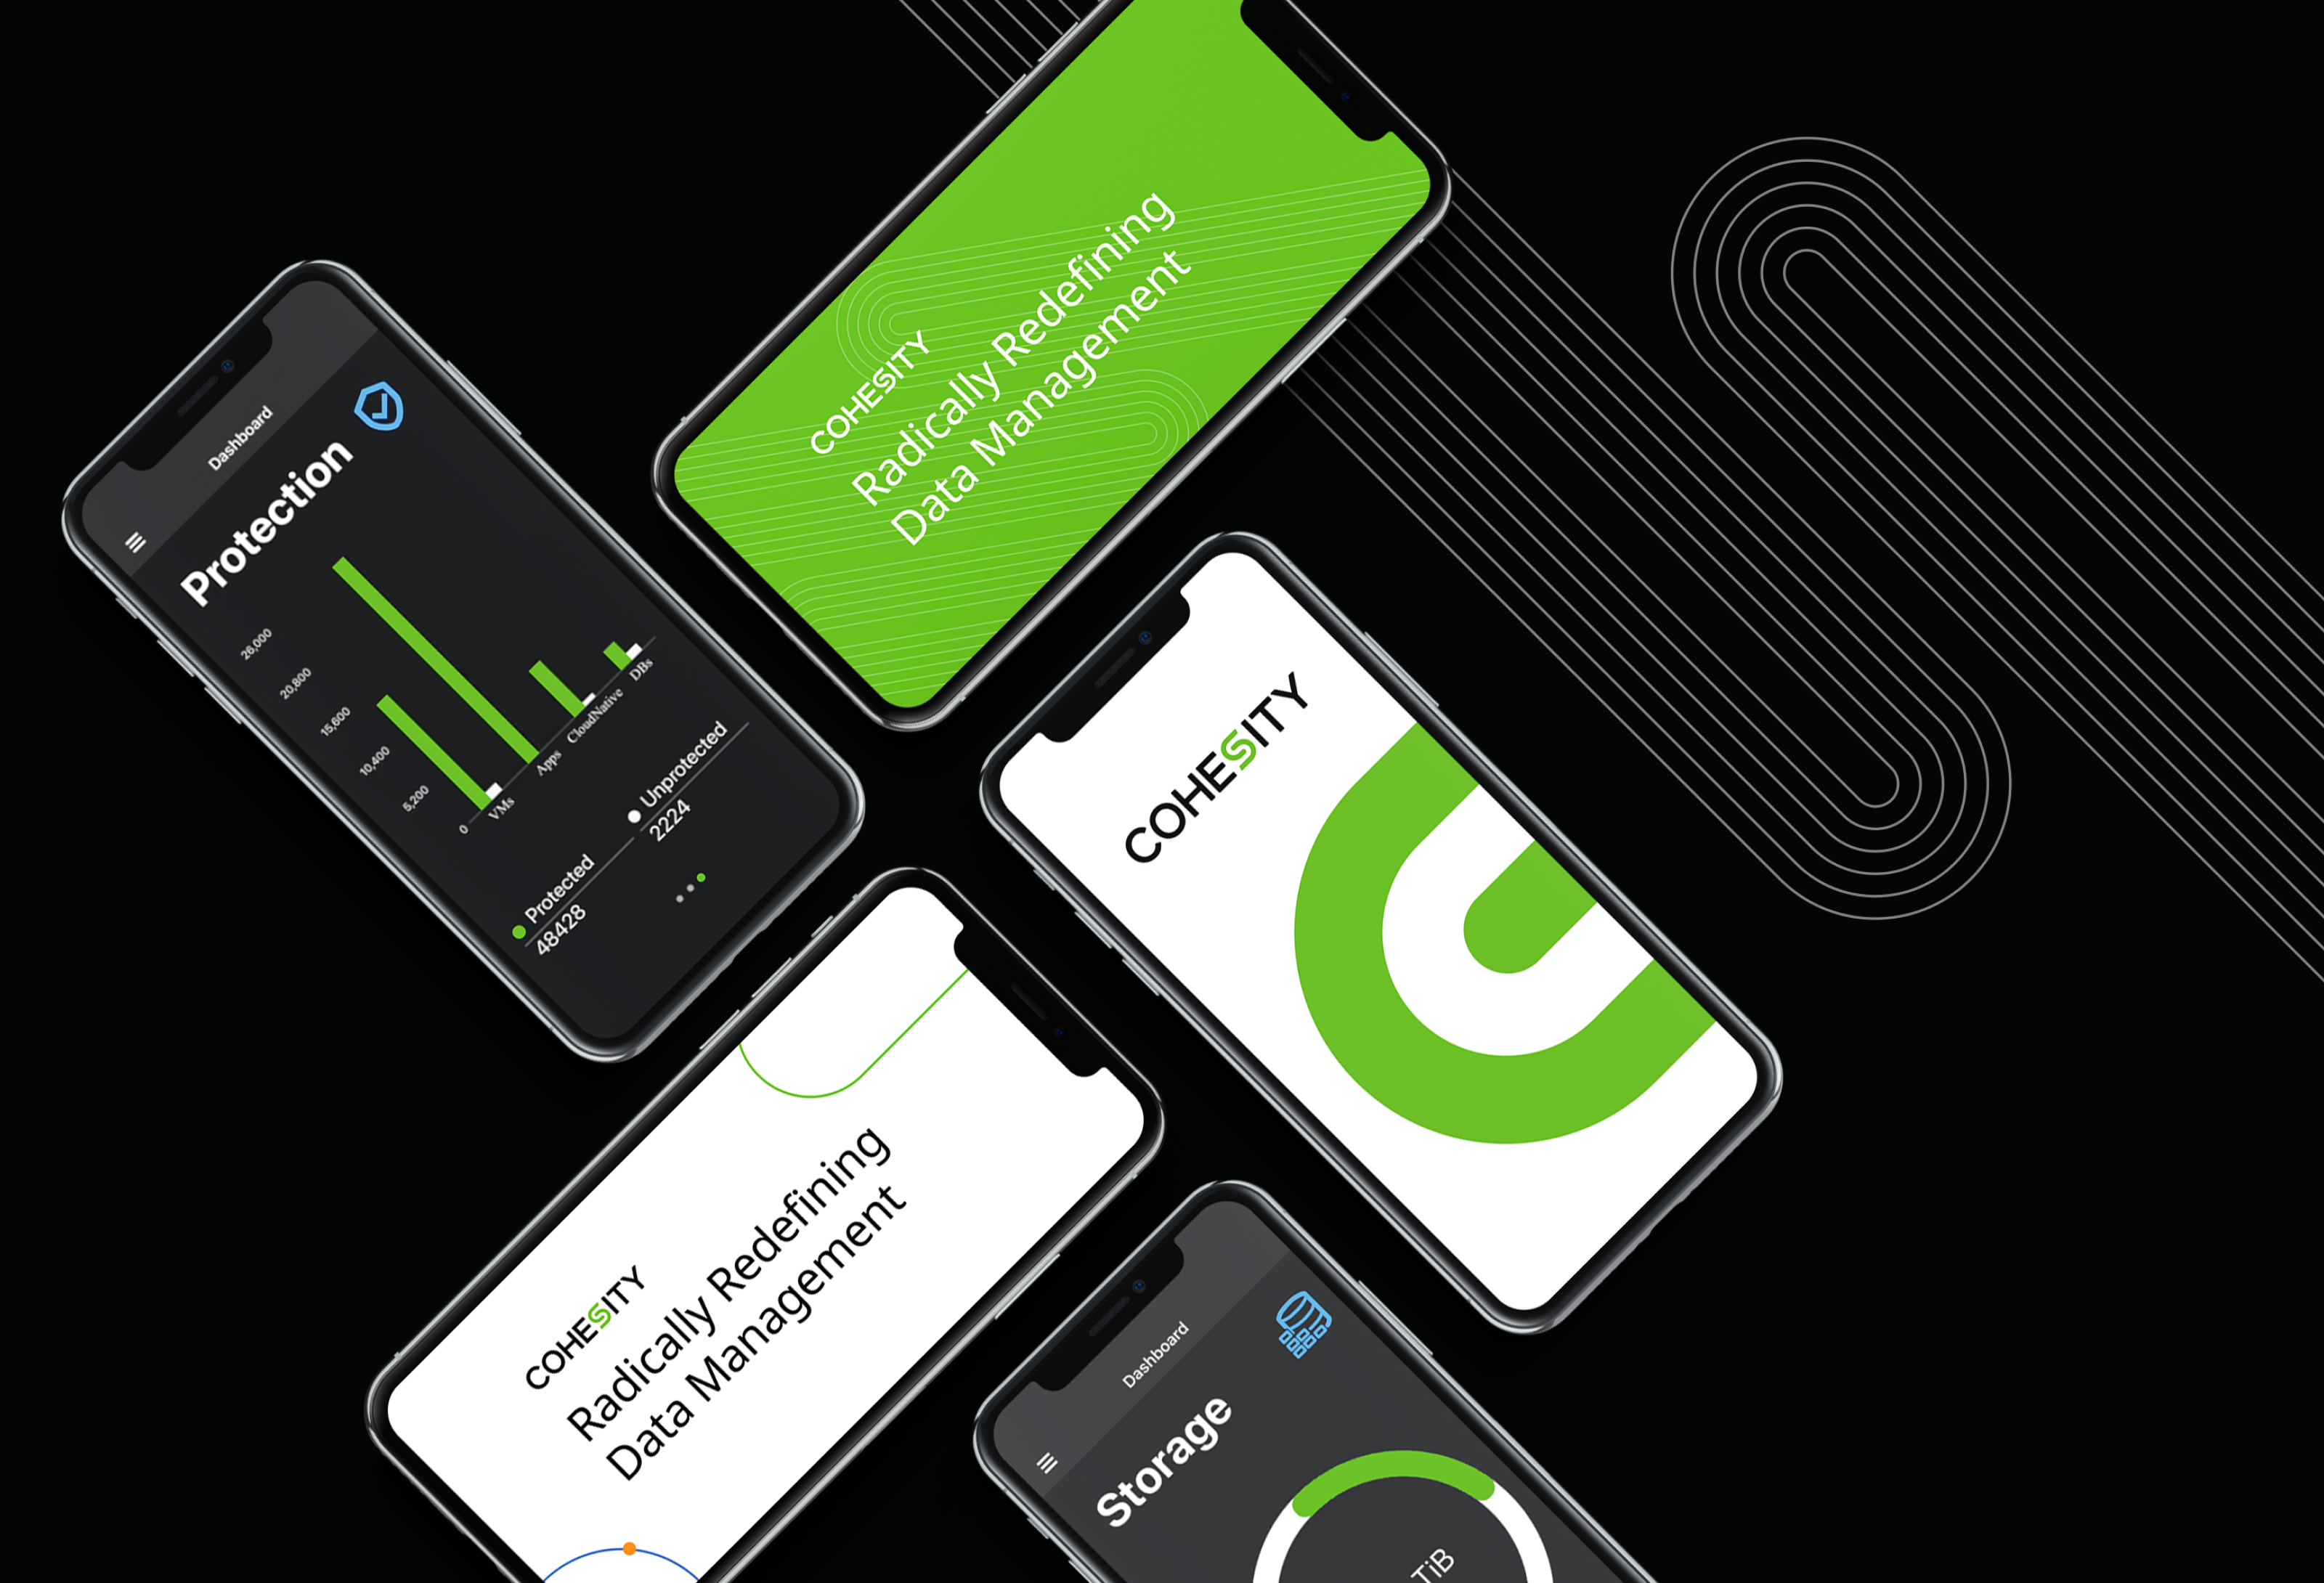 Dashboard
Protection
26,000
20,800
15,600
10,400
5,200
0
VMs
Apps
CloudNative
DBs
Protected
48428
Unprotected
2224
COHESITY
Radically Redefining
Data Management
COHESITY
COHESITY
Radically Redefining
Data Management
Dashboard
Storage
TiB